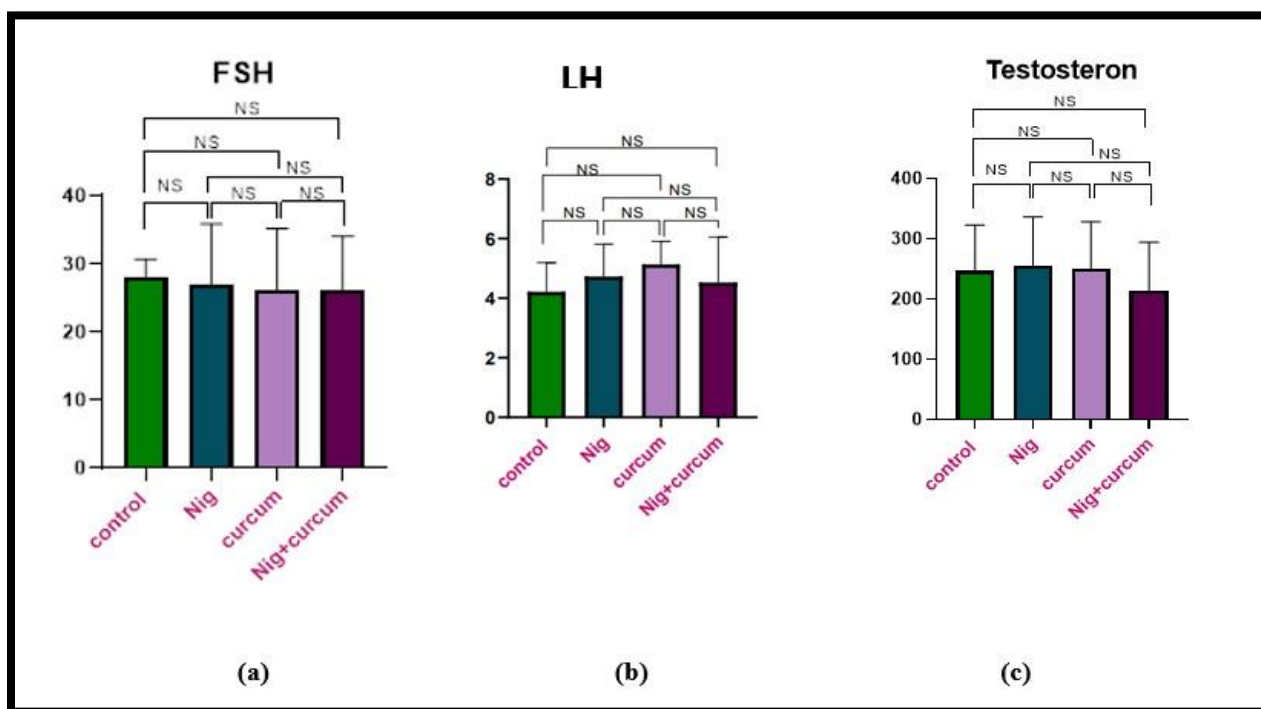 FSH
NS
NS
NS
NS
NS
NS
40
30
20
10
0
control
Nig
curcum
Nig+curcum
(a)
LH
NS
NS
NS
NS
NS
NS
8
6
4
2
0
control
Nig
curcum
Nig+curcum
(b)
Testosteron
NS
NS
NS
NS
NS
NS
400
300
200
100
0
control
Nig
curcum
Nig+curcum
(c)